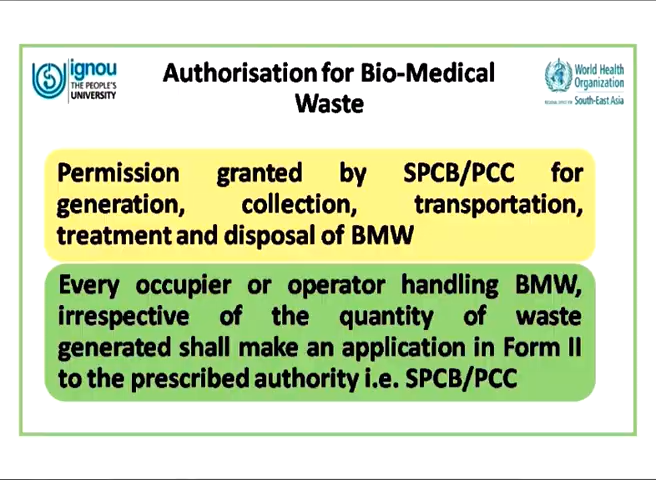 ignou
THE PEOPLE'S
UNIVERSITY
Authorisation for Bio-Medical
Waste
World Health
Organization
South-East Asia
Permission granted by SPCB/PCC for
generation, collection, transportation,
treatment and disposal of BMW
Every occupier or operator handling BMW,
irrespective of the quantity of waste
generated shall make an application in Form II
to the prescribed authority i.e. SPCB/PCC